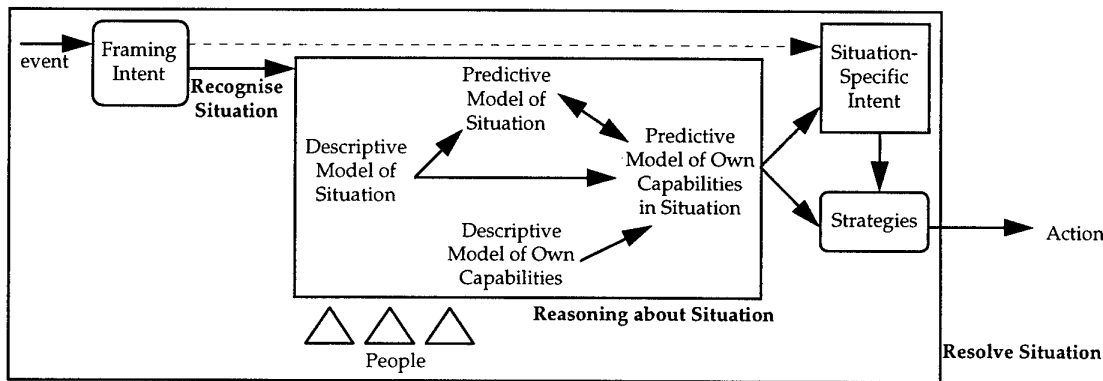 event
Framing
Intent
Recognise
Situation
Predictive
Model of
Situation
Descriptive
Model of
Situation
Predictive
Model of Own
Capabilities
in Situation
Descriptive
Model of Own
Capabilities
Reasoning about Situation
People
Situation-
Specific
Intent
Strategies
Action
Resolve Situation